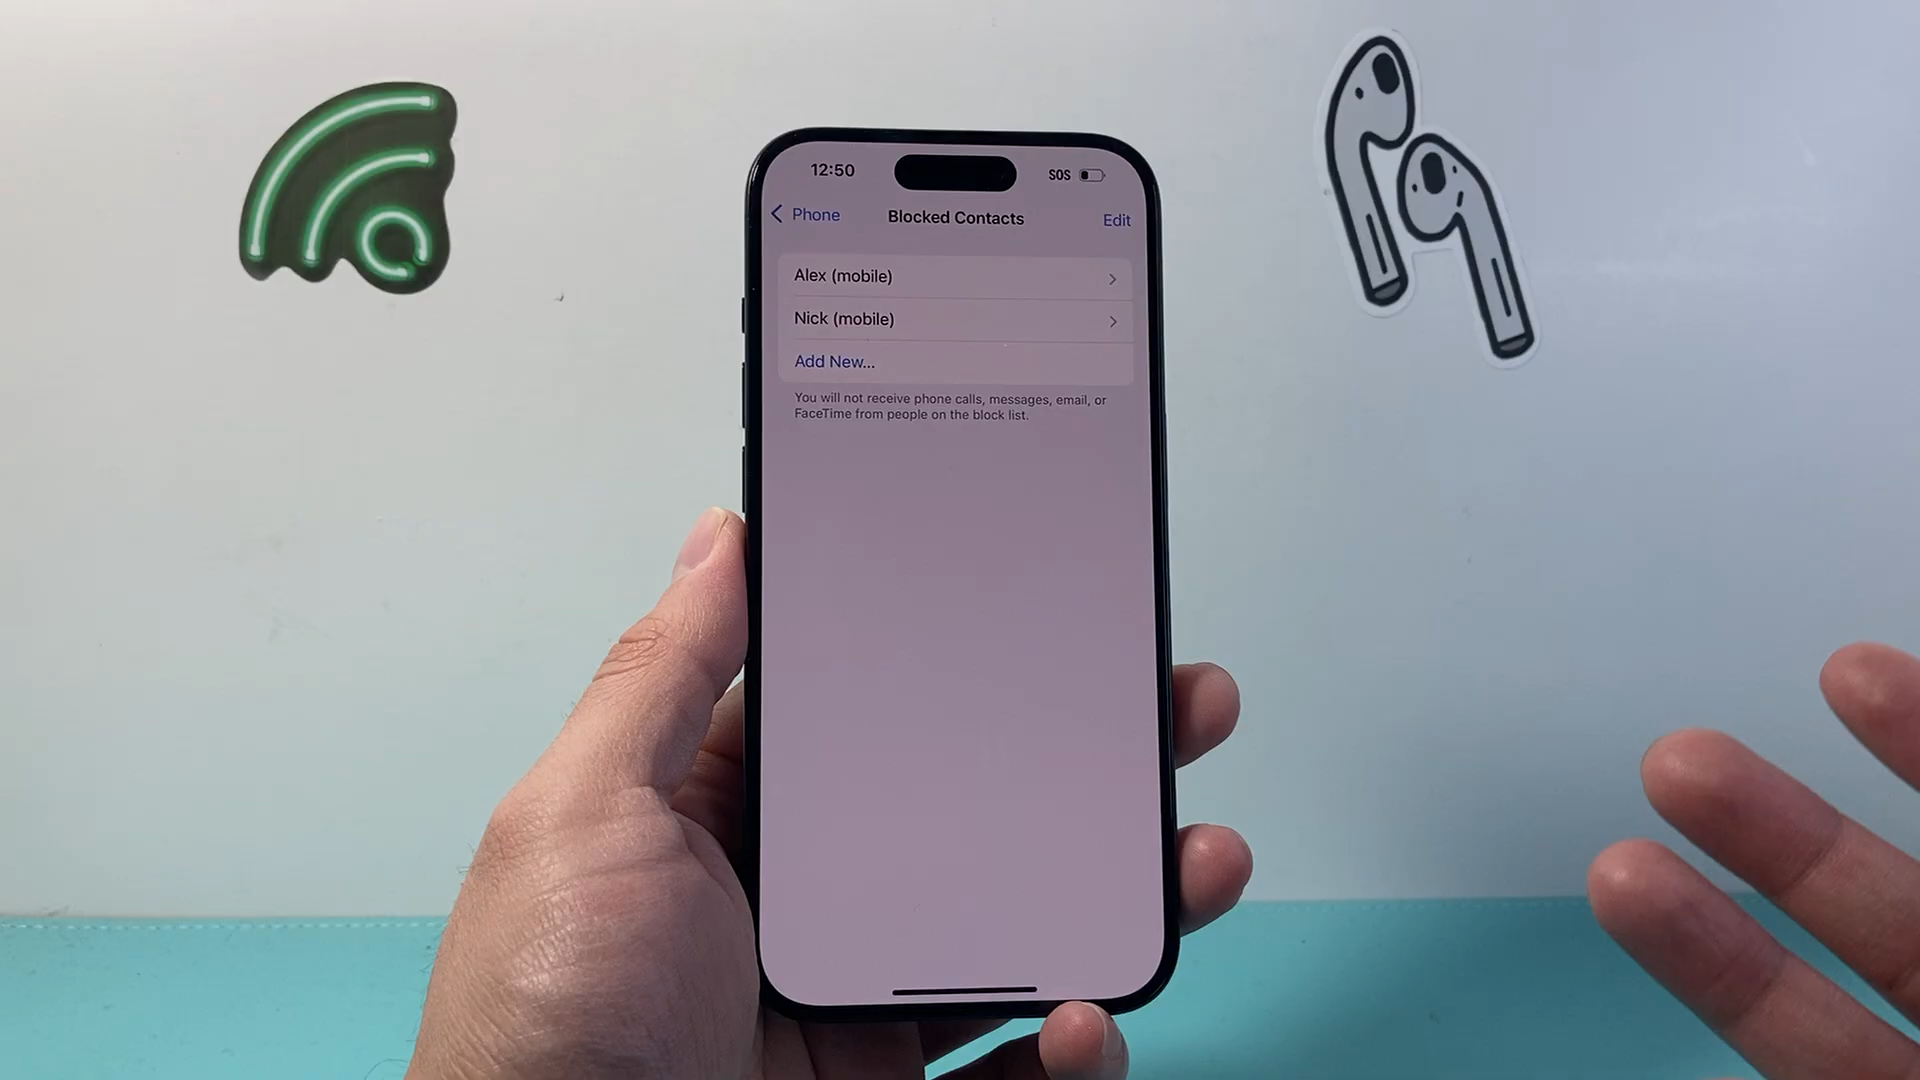 12:50
SOS
Phone
Blocked Contacts
Edit
Alex (mobile)
Nick (mobile)
Add New...
You will not receive phone calls, messages, email, or
FaceTime from people on the block list.